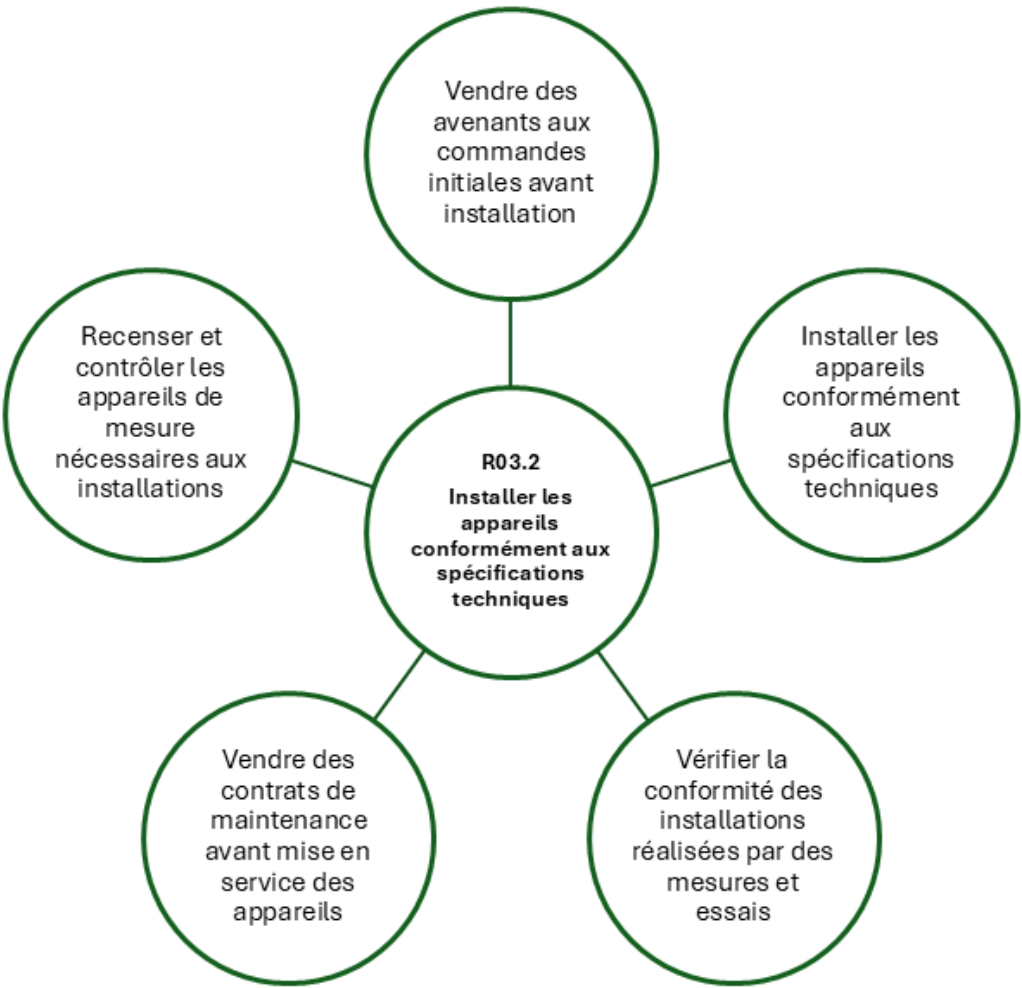 Vendre des
avenants aux
commandes
initiales avant
installation
Recenser et
contrôler les
appareils de
mesure
nécessaires aux
installations
Installer les
appareils
conformément
aux
spécifications
techniques
R03.2
Installer les
appareils
conformément aux
spécifications
techniques
Vendre des
contrats de
maintenance
avant mise en
service des
appareils
Vérifier la
conformité des
installations
réalisées par des
mesures et
essais